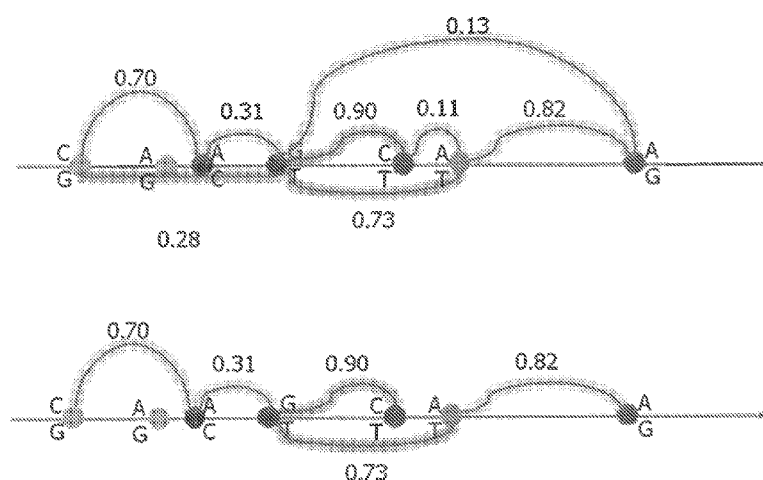 0.13
0.70
0.31 0.90 0.11 0.82
C A A G C A A
G G C T T T G
0.73
0.28
0.70
0.31 0.90 0.82
C A A G C A A
G G C T T T G
0.73